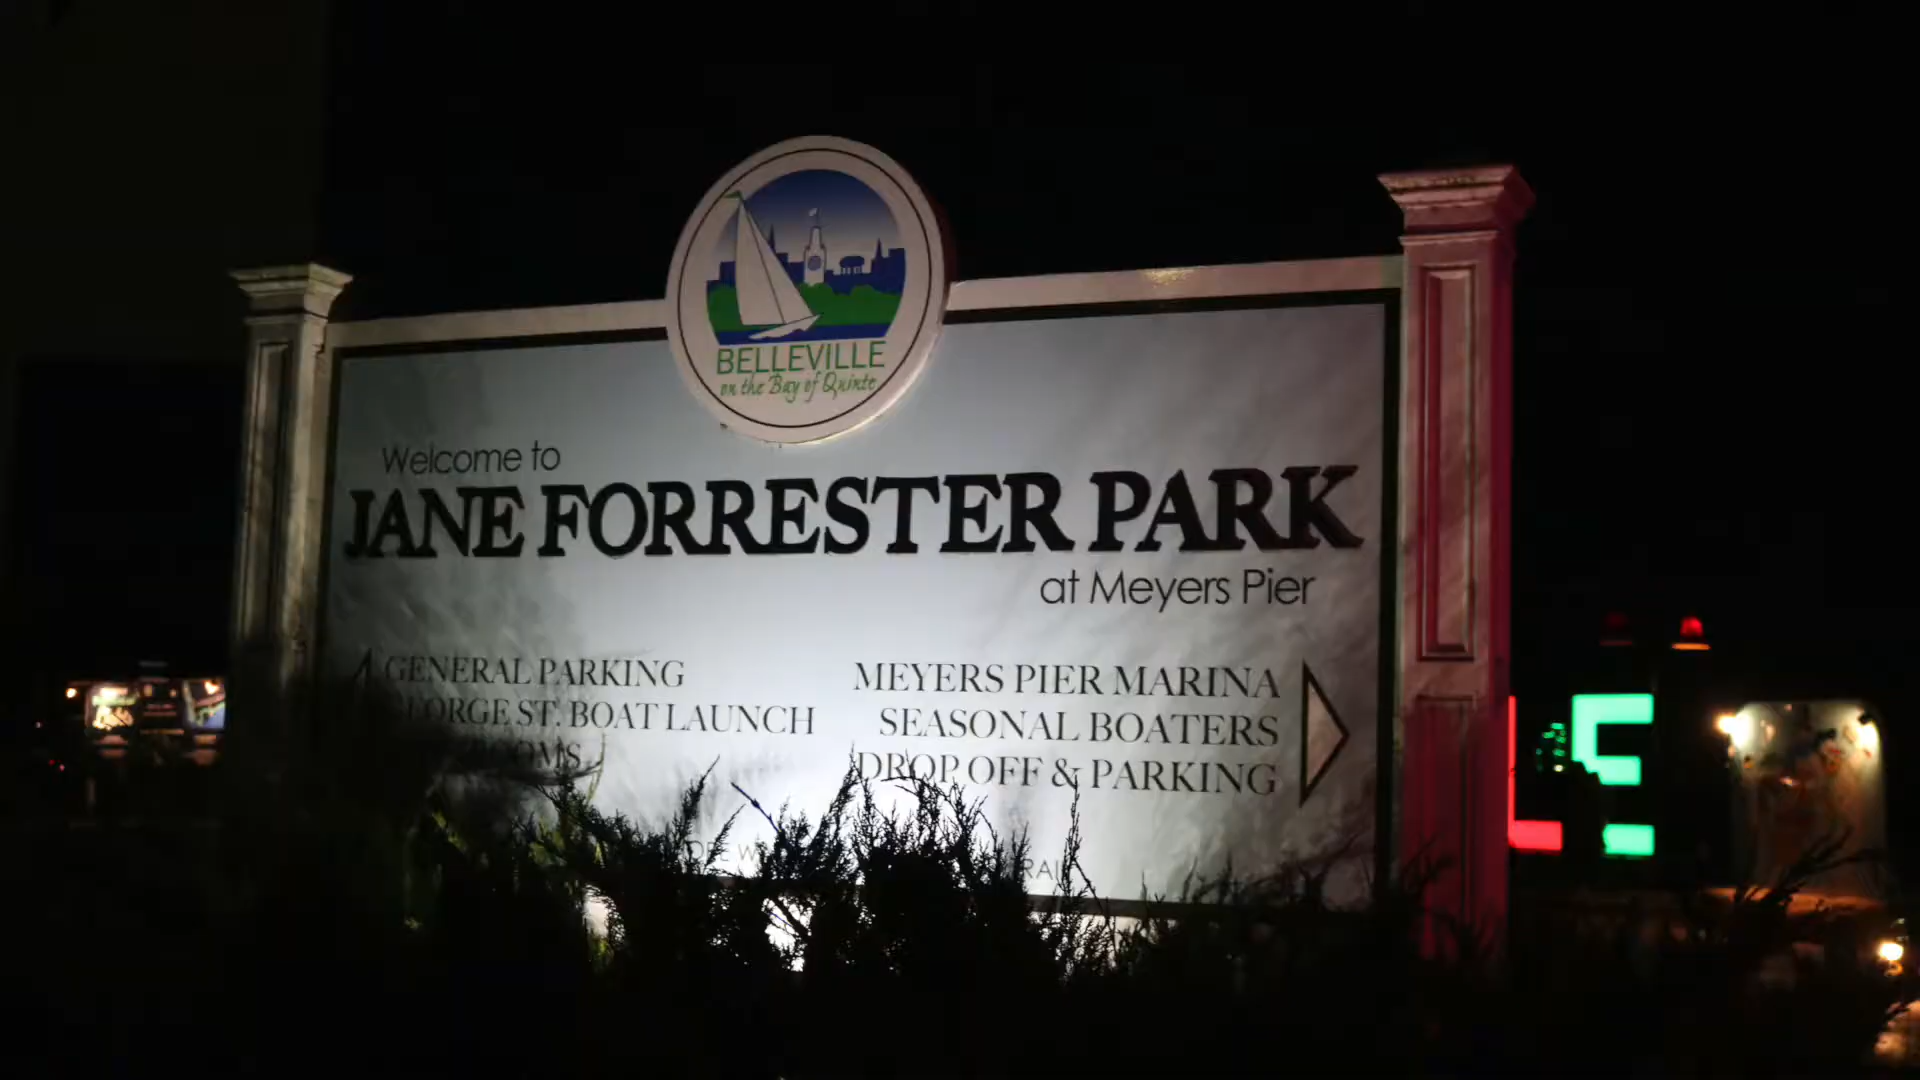 BELLEVILLE
on the Bay of Quinte
Welcome to
JANE FORRESTER PARK
at Meyers Pier
GENERAL PARKING
GEORGE ST. BOAT LAUNCH
MEYERS PIER MARINA
SEASONAL BOATERS
DROP OFF & PARKING